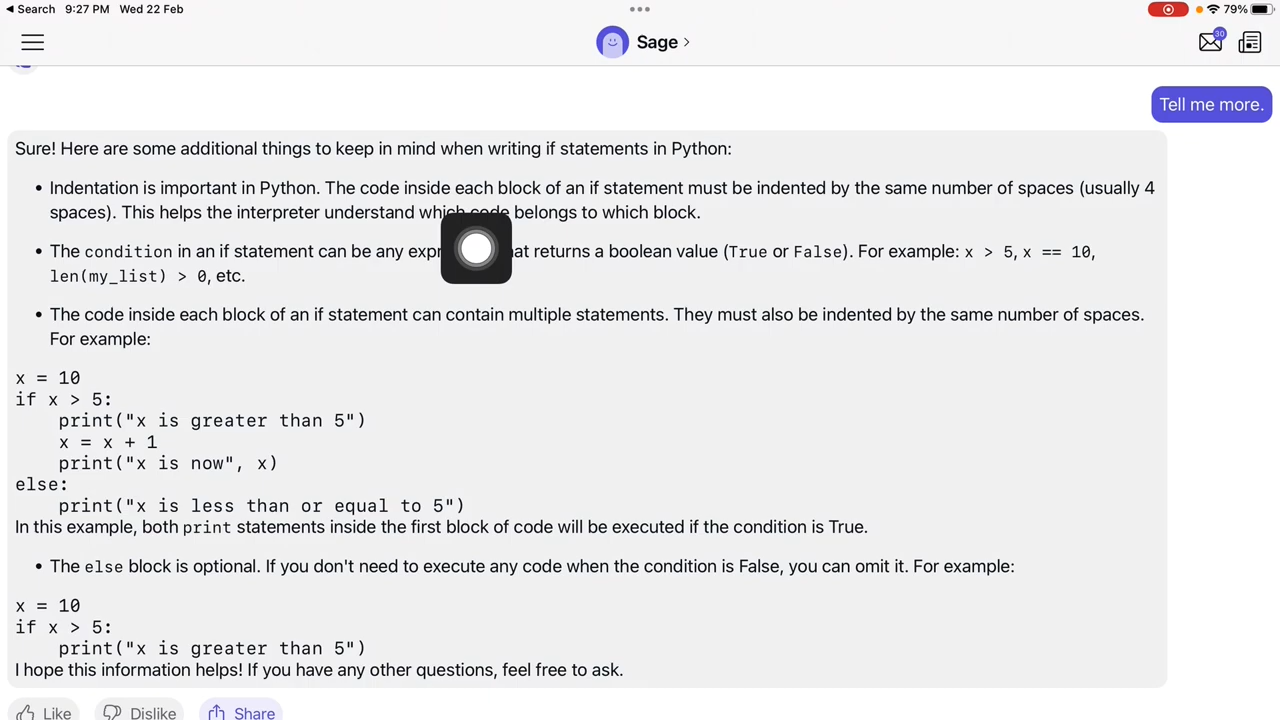 Search 9:27 PM Wed 22 Feb
79%
Sage
30
Tell me more.
Sure! Here are some additional things to keep in mind when writing if statements in Python:
• Indentation is important in Python. The code inside each block of an if statement must be indented by the same number of spaces (usually 4
spaces). This helps the interpreter understand which code belongs to which block.
• The condition in an if statement can be any returns a boolean value (True or False). For example: x > 5, x == 10,
len(my_list) > 0, etc.
• The code inside each block of an if statement can contain multiple statements. They must also be indented by the same number of spaces.
For example:
x = 10
if x > 5:
    print("x is greater than 5")
    x = x + 1
    print("x is now", x)
else:
    print("x is less than or equal to 5")
In this example, both print statements inside the first block of code will be executed if the condition is True.
• The else block is optional. If you don't need to execute any code when the condition is False, you can omit it. For example:
x = 10
if x > 5:
    print("x is greater than 5")
I hope this information helps! If you have any other questions, feel free to ask.
Like Dislike Share